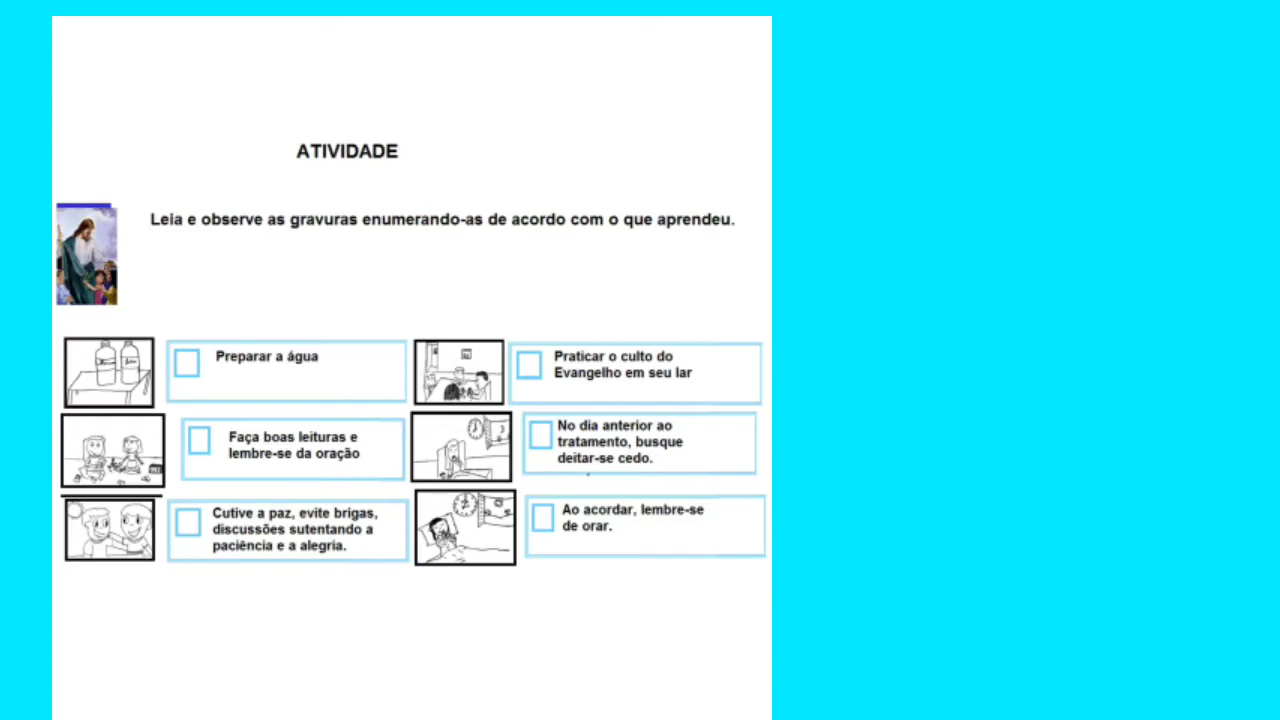 ATIVIDADE
Leia e observe as gravuras enumerando-as de acordo com o que aprendeu.
Preparar a água
Praticar o culto do
Evangelho em seu lar
Faça boas leituras e
lembre-se da oração
No dia anterior ao
tratamento, busque
deitar-se cedo.
Cutive a paz, evite brigas,
discussões sutentando a
paciência e a alegria.
Ao acordar, lembre-se
de orar.